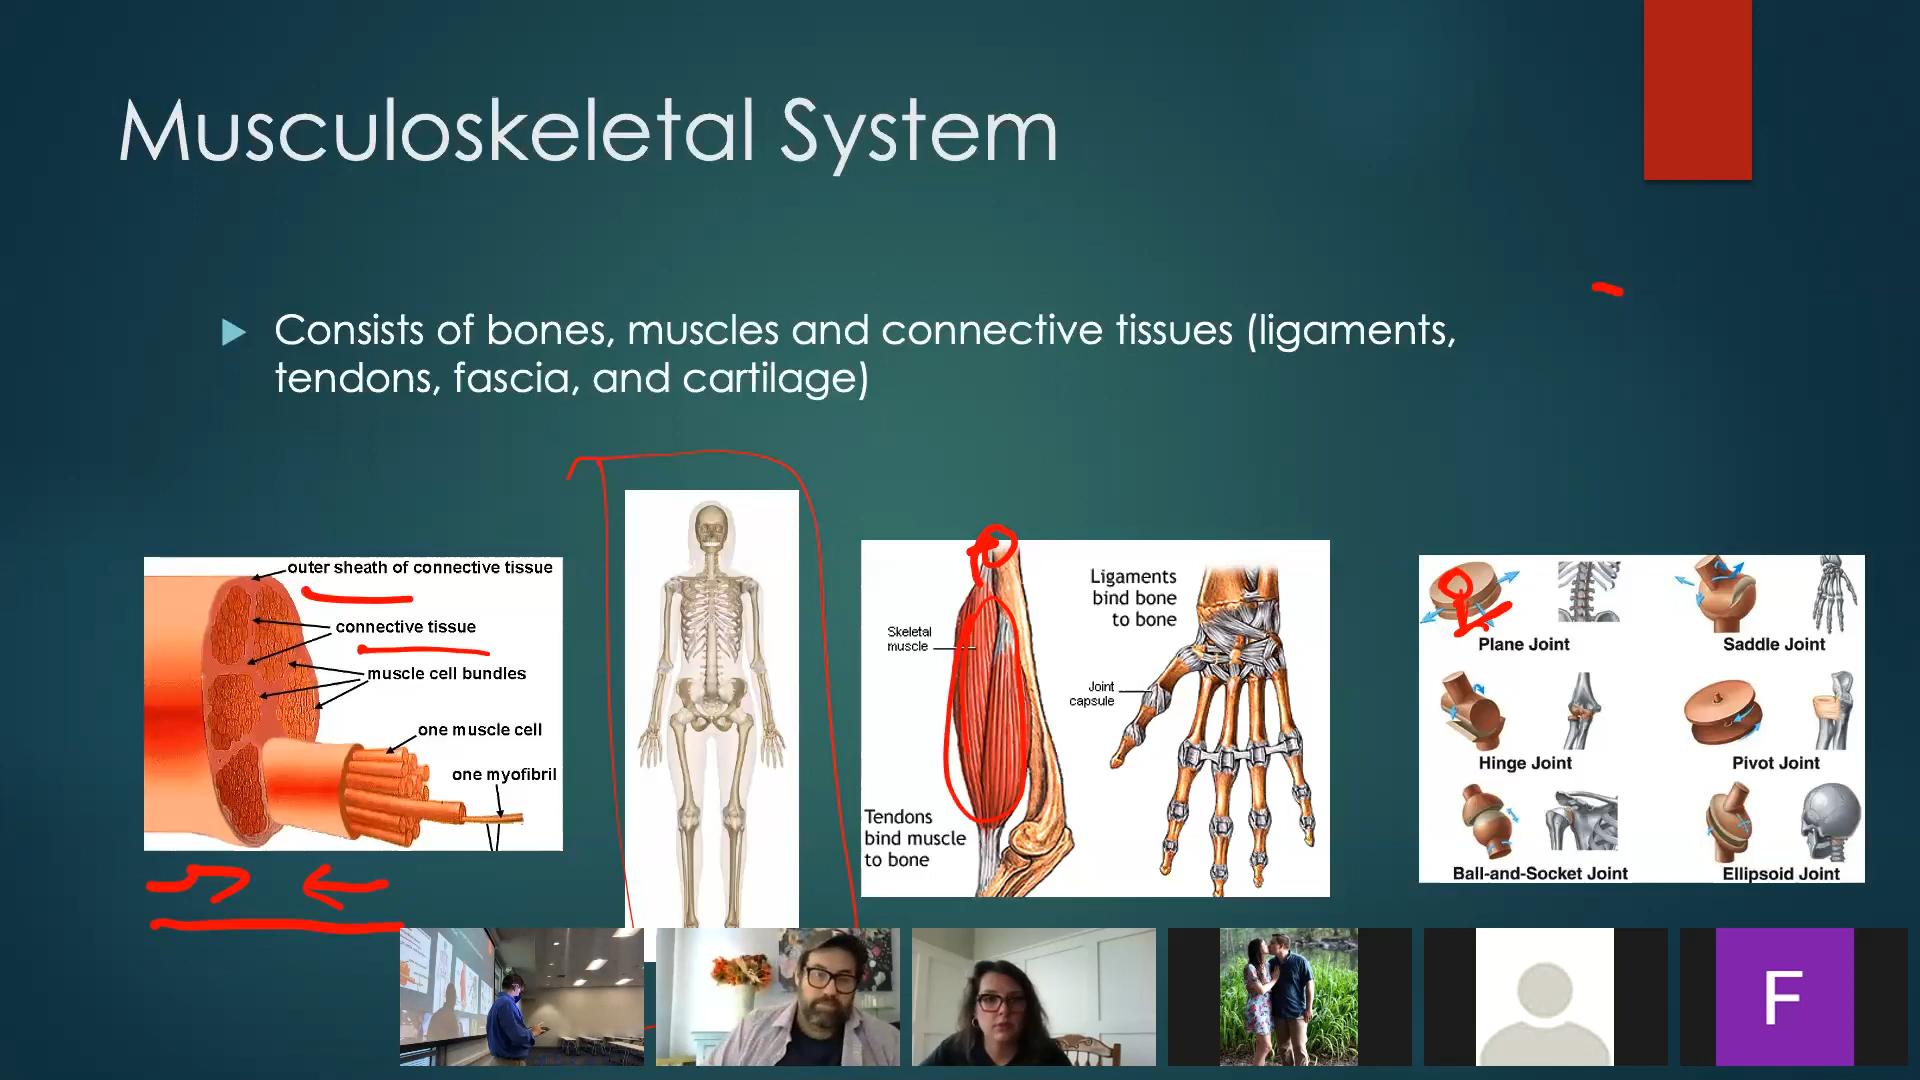 Musculoskeletal System
Consists of bones, muscles and connective tissues (ligaments,
tendons, fascia, and cartilage)
outer sheath of connective tissue
connective tissue
muscle cell bundles
one muscle cell
one myofibril
Skeletal
muscle
Tendons
bind muscle
to bone
Ligaments
bind bone
to bone
Joint
capsule
Plane Joint
Saddle Joint
Hinge Joint
Pivot Joint
Ball-and-Socket Joint
Ellipsoid Joint
F